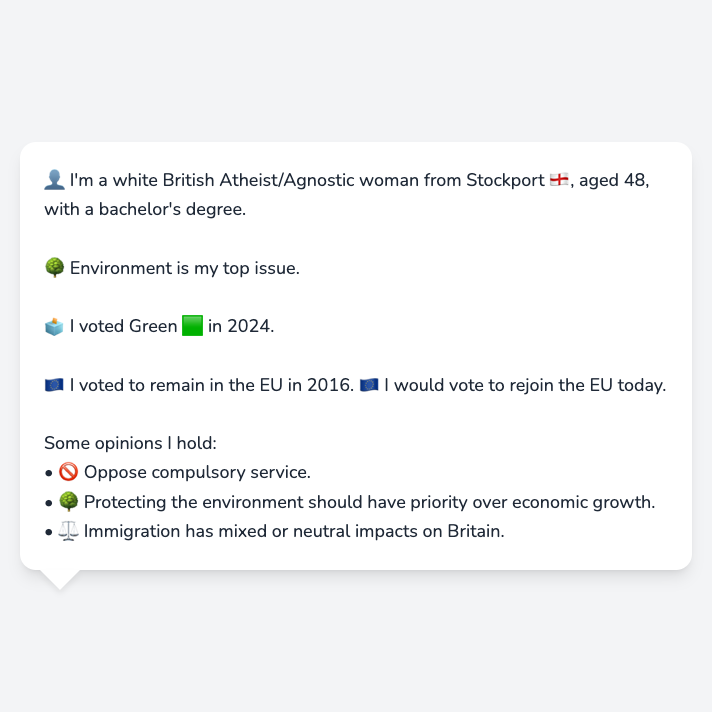 👤 I'm a white British Atheist/Agnostic woman from Stockport 🏴󠁧󠁢󠁥󠁮󠁧󠁿, aged 48,
with a bachelor's degree.
🌳 Environment is my top issue.
🗳️ I voted Green 🟩 in 2024.
🇪🇺 I voted to remain in the EU in 2016. 🇪🇺 I would vote to rejoin the EU today.
Some opinions I hold:
• 🚫 Oppose compulsory service.
• 🌳 Protecting the environment should have priority over economic growth.
• ⚖️ Immigration has mixed or neutral impacts on Britain.